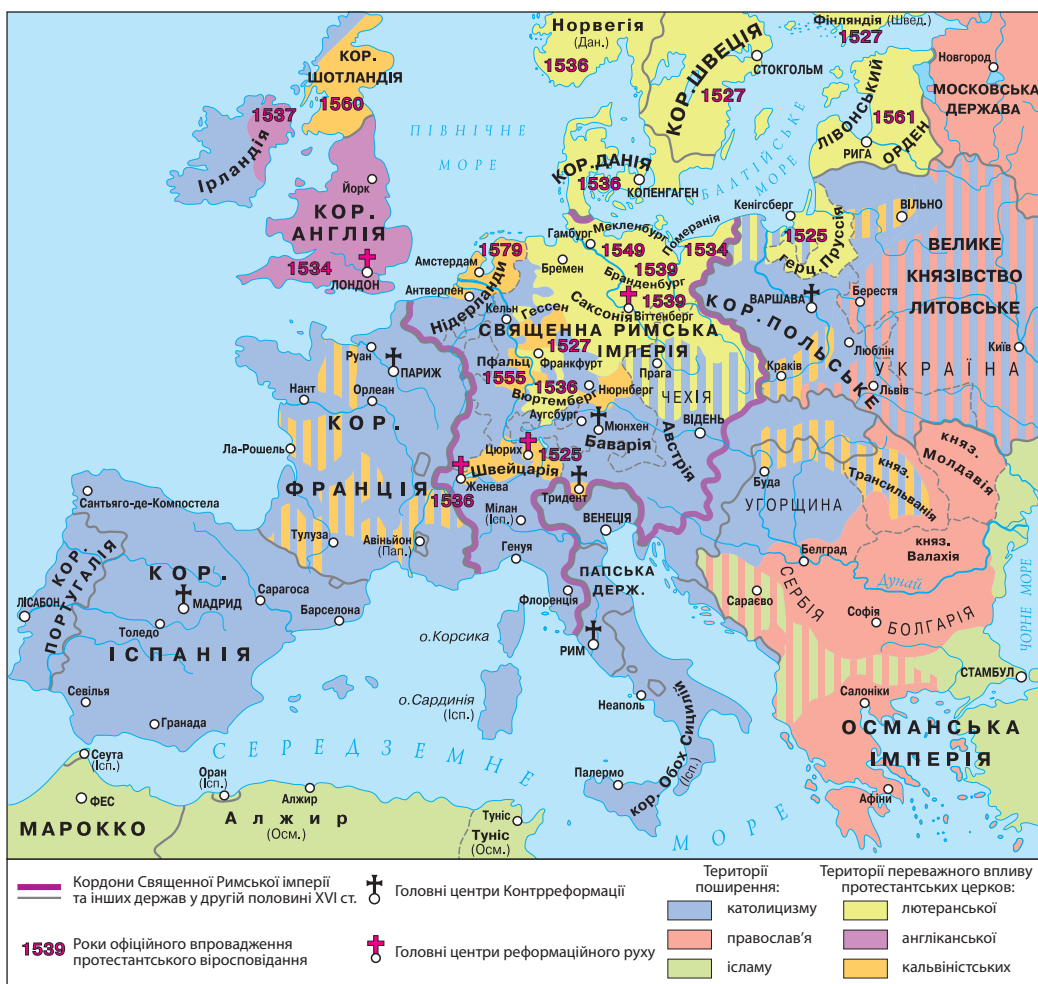 Норвегія
(Дан.)
1536
Фінляндія (Швед.)
1527
КОР. ШВЕЦІЯ
1527
СТОКГОЛЬМ
Новгород
МОСКОВСЬКА
ДЕРЖАВА
КОР.
ШОТЛАНДІЯ
1560
1537
Ірландія
ПІВНІЧНЕ
МОРЕ
ЛІВОНСЬКИЙ
ОРДЕН
1561
РИГА
КОР. ДАНІЯ
1536
КОПЕНГАГЕН
БАЛТІЙСЬКЕ
МОРЕ
Йорк
КОР.
АНГЛІЯ
1534
ЛОНДОН
Кенігсберг
1525
герц. Пруссія
ВІЛЬНО
ВЕЛИКЕ
КНЯЗІВСТВО
ЛИТОВСЬКЕ
1579
Амстердам
Антверпен
Нідерланди
Гамбург
Мекленбург
1549
Померанія
1534
Бремен
1539
Бранденбург
1539
Віттенберг
Саксонія
Гессен
Кельн
СВЯЩЕННА РИМСЬКА
ІМПЕРІЯ
1527
Франкфурт
Пфальц
1555
1536
Вюртемберг
Нюрнберг
Прага
ЧЕХІЯ
КОР. ПОЛЬСЬКЕ
ВАРШАВА
Берестя
Люблін
Краків
Львів
Київ
УКРАЇНА
Руан
ПАРИЖ
Нант
Орлеан
КОР.
ФРАНЦІЯ
Ла-Рошель
Тулуза
Авіньйон
(Пап.)
Аугсбург
Мюнхен
Баварія
Австрія
ВІДЕНЬ
Цюрих
1525
Швейцарія
Женева
1536
Тридент
Мілан
(Ісп.)
ВЕНЕЦІЯ
Генуя
Буда
УГОРЩИНА
княз.
Трансильванія
княз.
Молдавія
княз.
Валахія
Белград
Дунай
СЕРБІЯ
Сараєво
Софія
БОЛГАРІЯ
ЧОРНЕ МОРЕ
СТАМБУЛ
Салоніки
ОСМАНСЬКА
ІМПЕРІЯ
Афіни
Сантьяго-де-Компостела
КОР.
ПОРТУГАЛІЯ
ЛІСАБОН
КОР.
МАДРИД
Сарагоса
Барселона
Толедо
ІСПАНІЯ
Севілья
Гранада
ПАПСЬКА
ДЕРЖ.
Флоренція
РИМ
о.Корсика
о.Сардинія
(Ісп.)
Неаполь
Палермо
кор. Обох Сицилій
(Ісп.)
СЕРЕДЗЕМНЕ
МОРЕ
Сеута
(Ісп.)
ФЕС
МАРОККО
Оран
(Ісп.)
Алжир
Алжир
(Осм.)
Туніс
Туніс
(Осм.)
Кордони Священної Римської імперії
та інших держав у другій половині XVI ст.
1539
Роки офіційного впровадження
протестантського віросповідання
Головні центри Контрреформації
Головні центри реформаційного руху
Території
поширення:
католицизму
православ'я
ісламу
Території переважного впливу
протестантських церков:
лютеранської
англіканської
кальвіністських